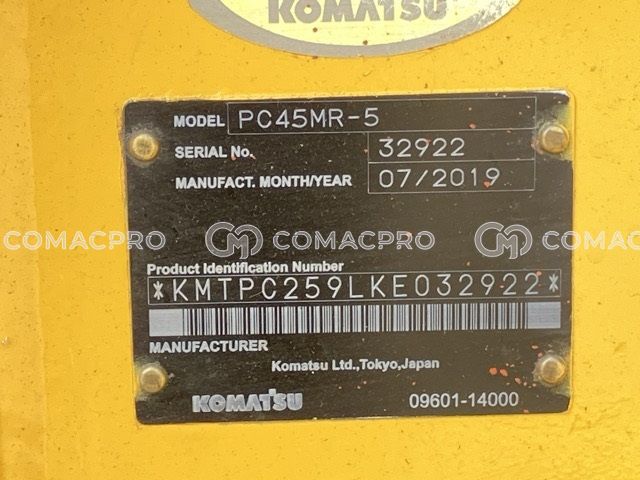 KOMATSU
MODEL PC45MR-5
SERIAL No. 32922
MANUFACT. MONTH/YEAR 07/2019
COMACPRO COMACPRO COMACPRO
Product Identification Number
*KMTPC259LKE032922*
MANUFACTURER
Komatsu Ltd.,Tokyo,Japan
KOMATSU 09601-14000